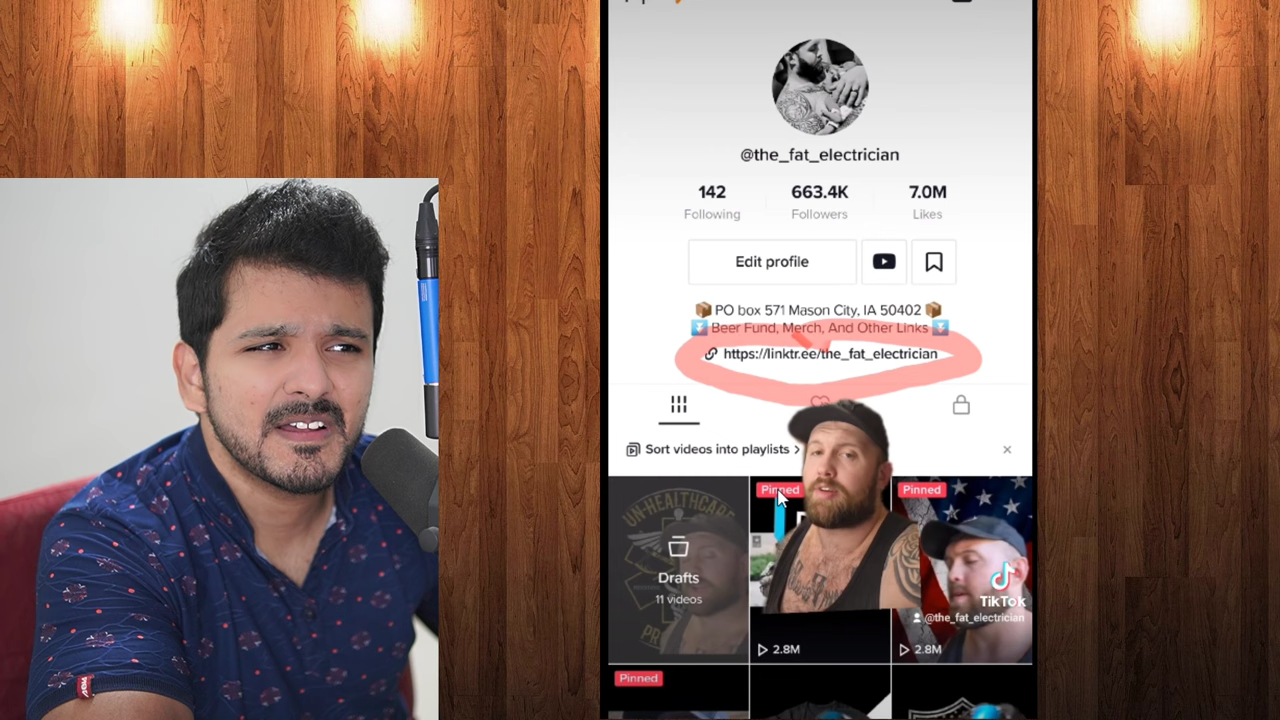 @the_fat_electrician
142
663.4K
7.0M
Following
Followers
Likes
Edit profile
PO box 571 Mason City, IA 50402
Beer Fund, Merch, And Other Links
https://linktr.ee/the_fat_electrician
Sort videos into playlists
Pinned
Pinned
UN-HEALTHCARE
Drafts
11 videos
TikTok
@the_fat_electrician
2.8M
2.8M
Pinned